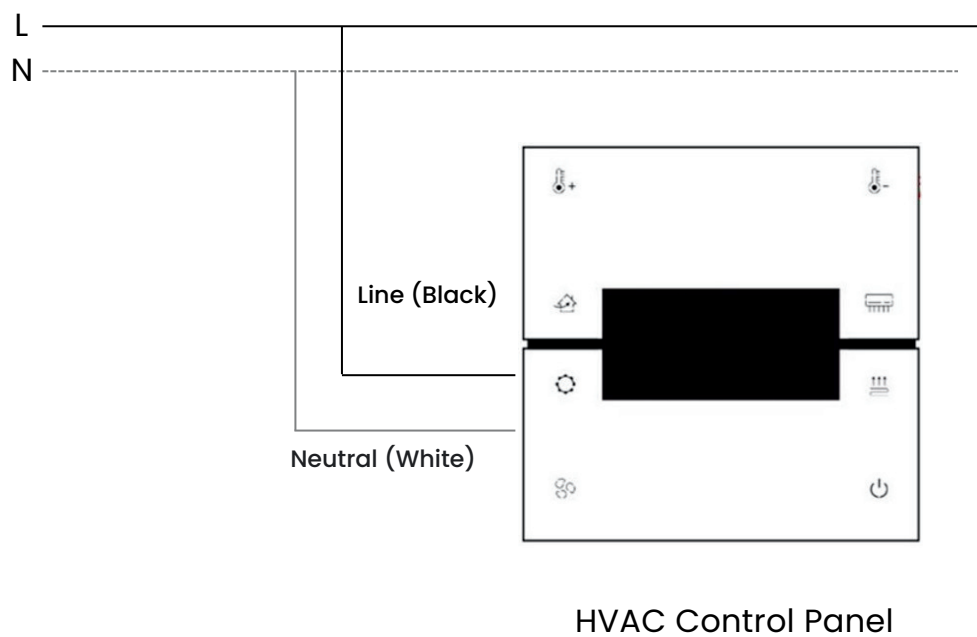 L
N
Line (Black)
Neutral (White)
HVAC Control Panel